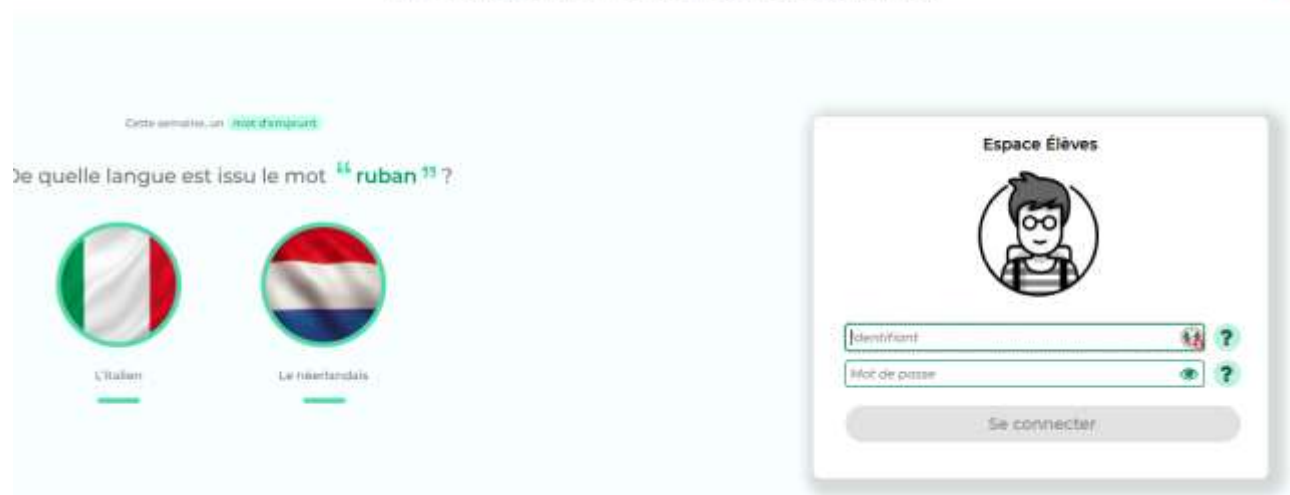 Cette semaine, un mot d'emprunt
De quelle langue est issu le mot “ ruban ” ?
L'italien
Le néerlandais
Espace Élèves
Identifiant
?
Mot de passe
?
Se connecter